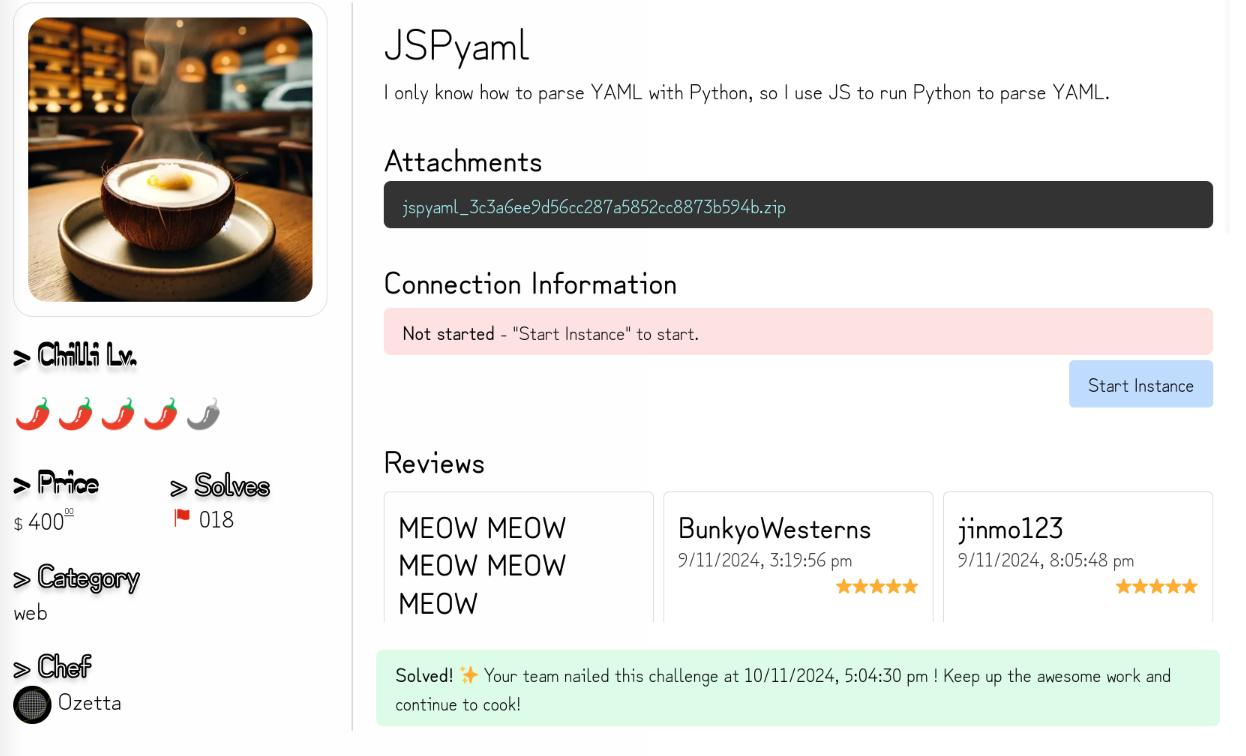 JSPyaml
I only know how to parse YAML with Python, so I use JS to run Python to parse YAML.
Attachments
jspyaml_3c3a6ee9d56cc287a5852cc8873b594b.zip
Connection Information
Not started - "Start Instance" to start.
Start Instance
Reviews
MEOW MEOW
MEOW MEOW
MEOW
BunkyoWesterns
9/11/2024, 3:19:56 pm
jinmo123
9/11/2024, 8:05:48 pm
Solved! ✨ Your team nailed this challenge at 10/11/2024, 5:04:30 pm ! Keep up the awesome work and
continue to cook!
> Chilli Lv.
> Price
$ 400 00
> Solves
018
> Category
web
> Chef
Ozetta